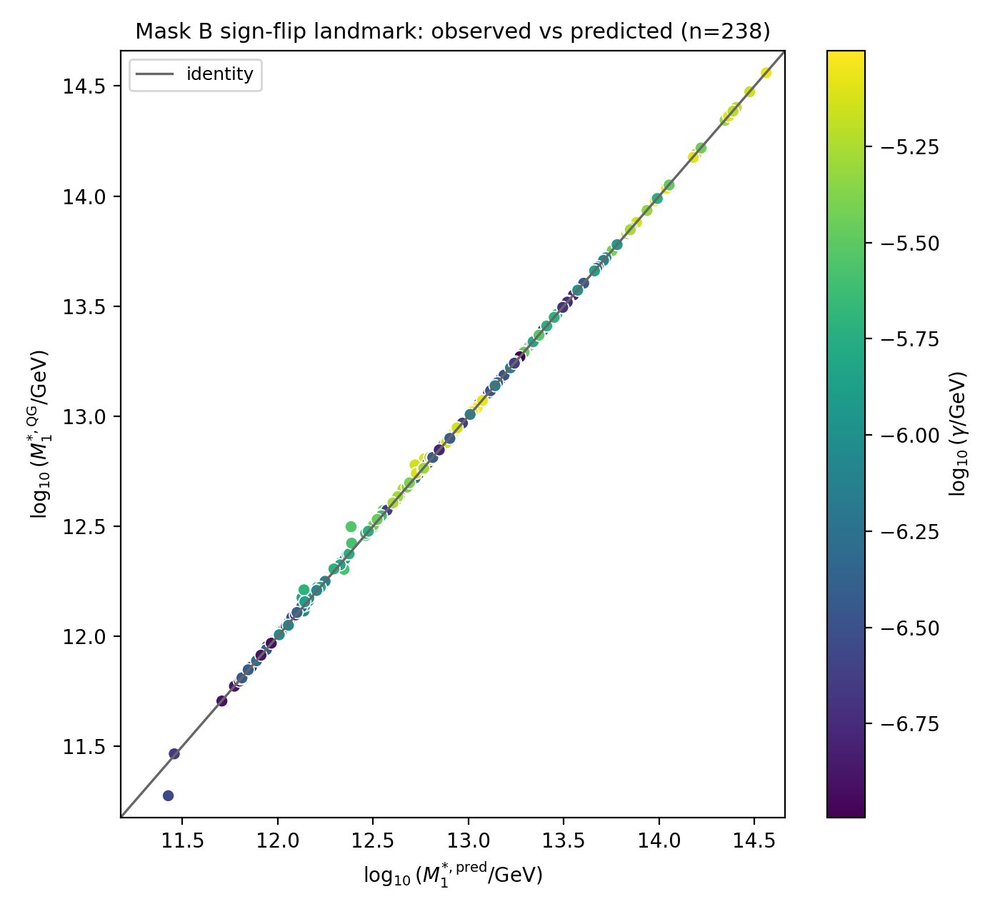 Mask B sign-flip landmark: observed vs predicted (n=238)
identity
14.5
14.0
13.5
13.0
12.5
12.0
11.5
log₁₀ (M₁^{*,QG}/GeV)
11.5 12.0 12.5 13.0 13.5 14.0 14.5
log₁₀ (M₁^{*,pred}/GeV)
−5.25
−5.50
−5.75
−6.00
−6.25
−6.50
−6.75
log₁₀ (γ/GeV)